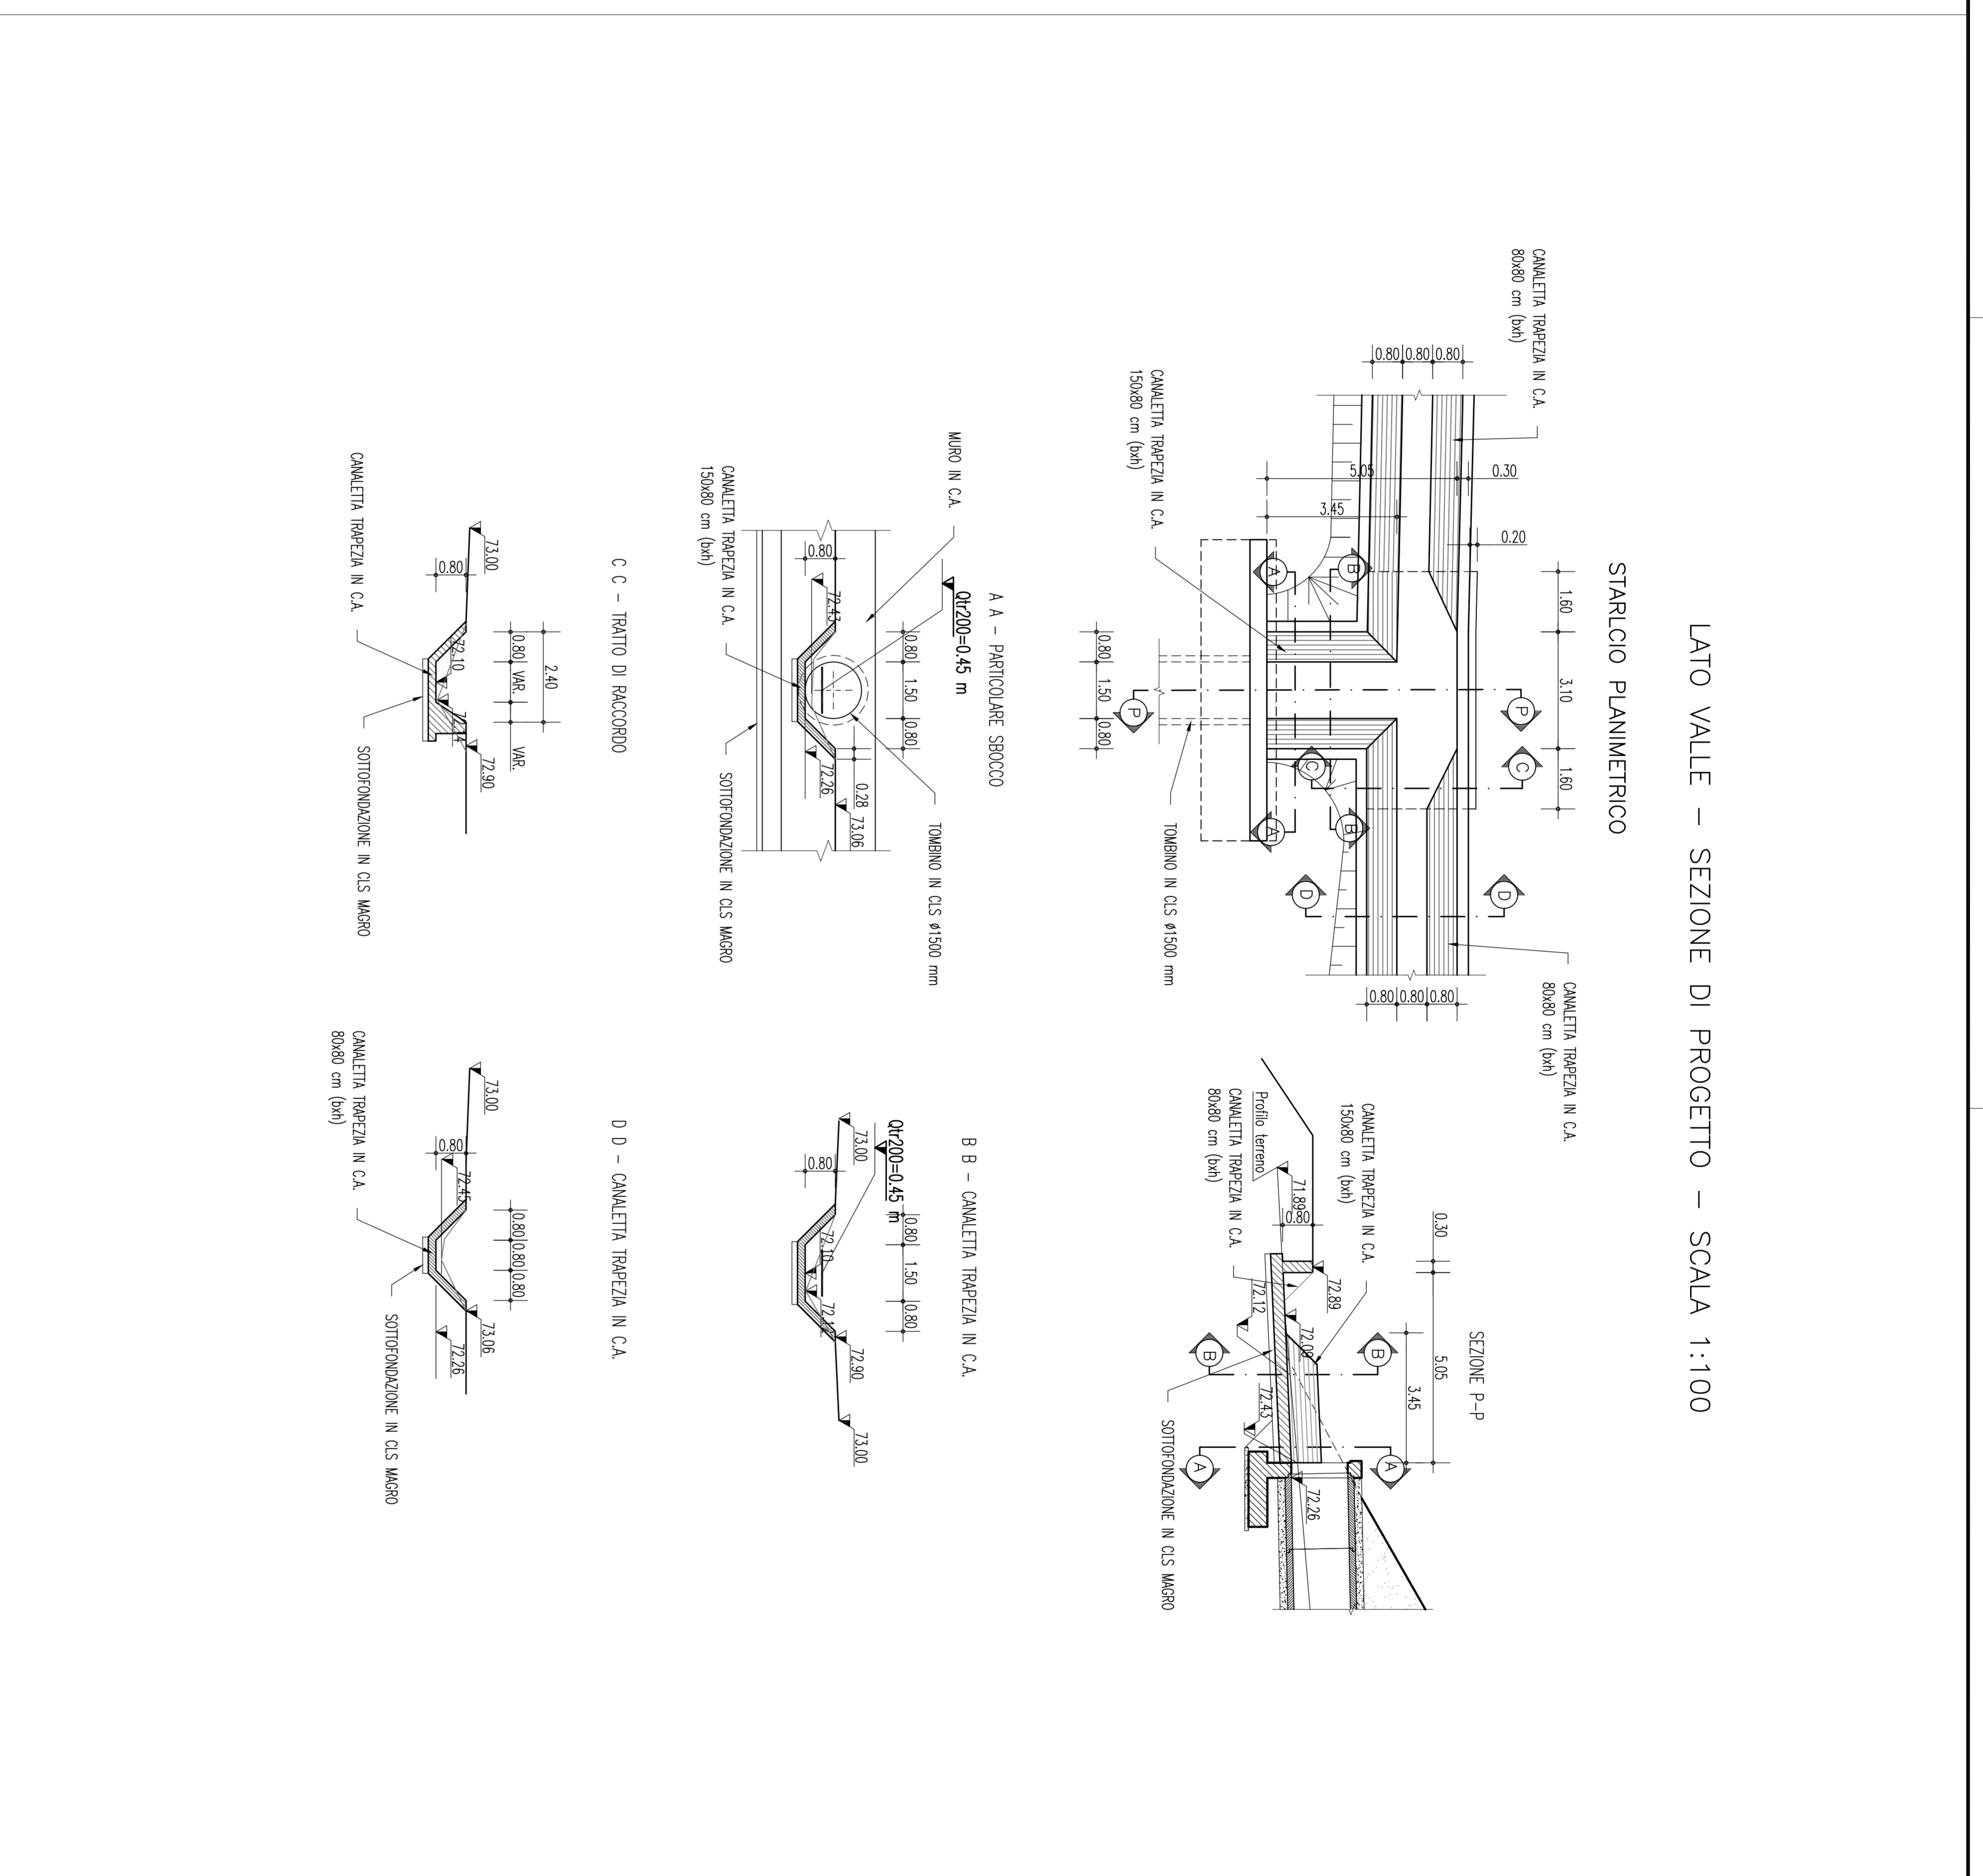 LATO VALLE – SEZIONE DI PROGETTO – SCALA 1:100
STARLCIO PLANIMETRICO
CANALETTA TRAPEZIA IN C.A.
80x80 cm (bxh)
0.80
0.80
0.80
5.05
0.30
3.45
0.20
1.60
3.10
1.60
CANALETTA TRAPEZIA IN C.A.
150x80 cm (bxh)
A
B
P
C
B
A
C
P
D
D
0.80
1.50
0.80
TOMBINO IN CLS ø1500 mm
0.80
0.80
0.80
CANALETTA TRAPEZIA IN C.A.
80x80 cm (bxh)
SEZIONE P–P
0.30
5.05
3.45
CANALETTA TRAPEZIA IN C.A.
150x80 cm (bxh)
Profilo terreno
CANALETTA TRAPEZIA IN C.A.
80x80 cm (bxh)
71.89
0.80
72.89
72.12
72.09
72.43
72.26
B
B
A
A
SOTTOFONDAZIONE IN CLS MAGRO
A A – PARTICOLARE SBOCCO
Qtr200=0.45 m
MURO IN C.A.
0.80
1.50
0.80
0.80
72.43
72.26
0.28
73.06
TOMBINO IN CLS ø1500 mm
CANALETTA TRAPEZIA IN C.A.
150x80 cm (bxh)
SOTTOFONDAZIONE IN CLS MAGRO
B B – CANALETTA TRAPEZIA IN C.A.
Qtr200=0.45 m
73.00
0.80
0.80
1.50
0.80
72.10
72.90
73.00
C C – TRATTO DI RACCORDO
73.00
0.80
2.40
0.80
VAR.
VAR.
72.10
72.90
CANALETTA TRAPEZIA IN C.A.
SOTTOFONDAZIONE IN CLS MAGRO
D D – CANALETTA TRAPEZIA IN C.A.
73.00
0.80
72.45
0.80
0.80
0.80
73.06
72.26
CANALETTA TRAPEZIA IN C.A.
80x80 cm (bxh)
SOTTOFONDAZIONE IN CLS MAGRO